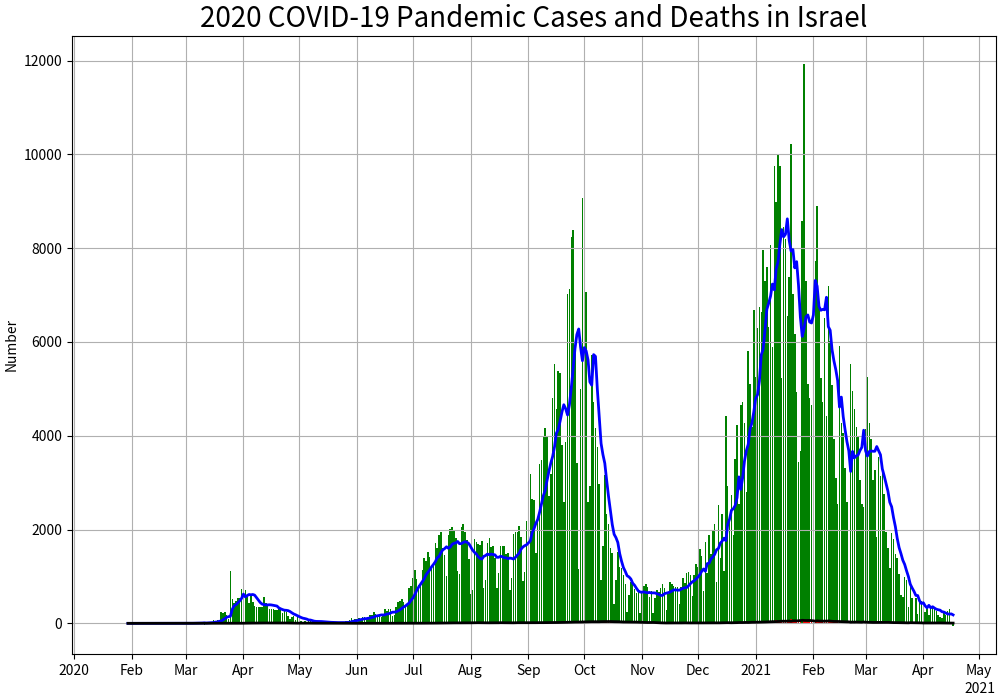 2020 COVID-19 Pandemic Cases and Deaths in Israel
Number
12000
10000
8000
6000
4000
2000
0
2020 Feb Mar Apr May Jun Jul Aug Sep Oct Nov Dec 2021 Feb Mar Apr May
2021